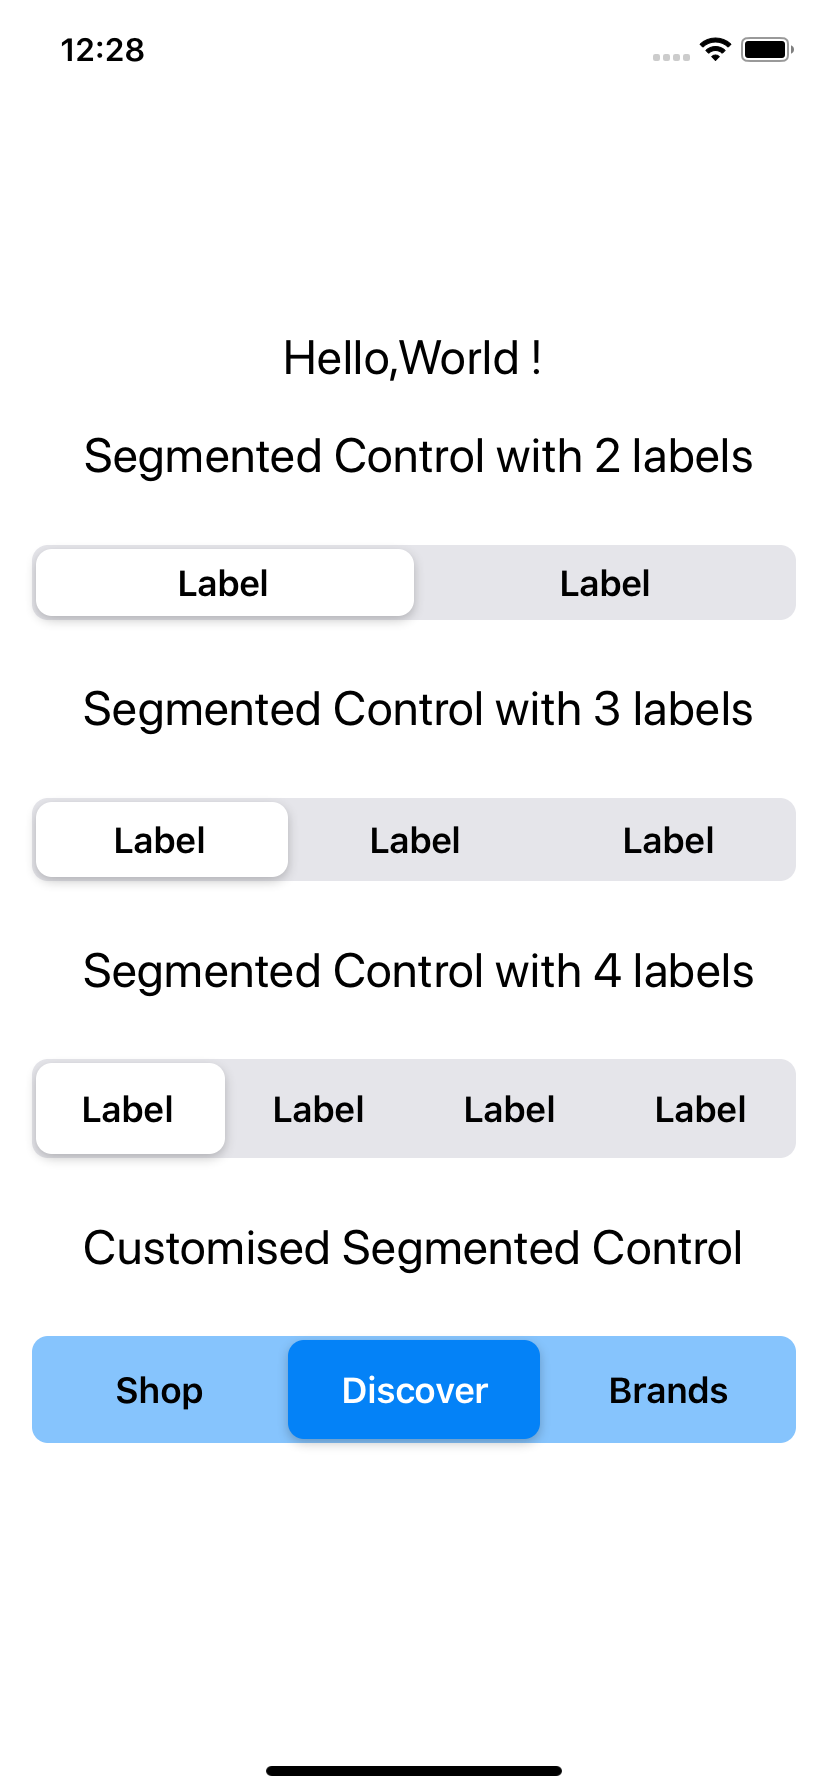 12:28
Hello,World !
Segmented Control with 2 labels
Label Label
Segmented Control with 3 labels
Label Label Label
Segmented Control with 4 labels
Label Label Label Label
Customised Segmented Control
Shop Discover Brands